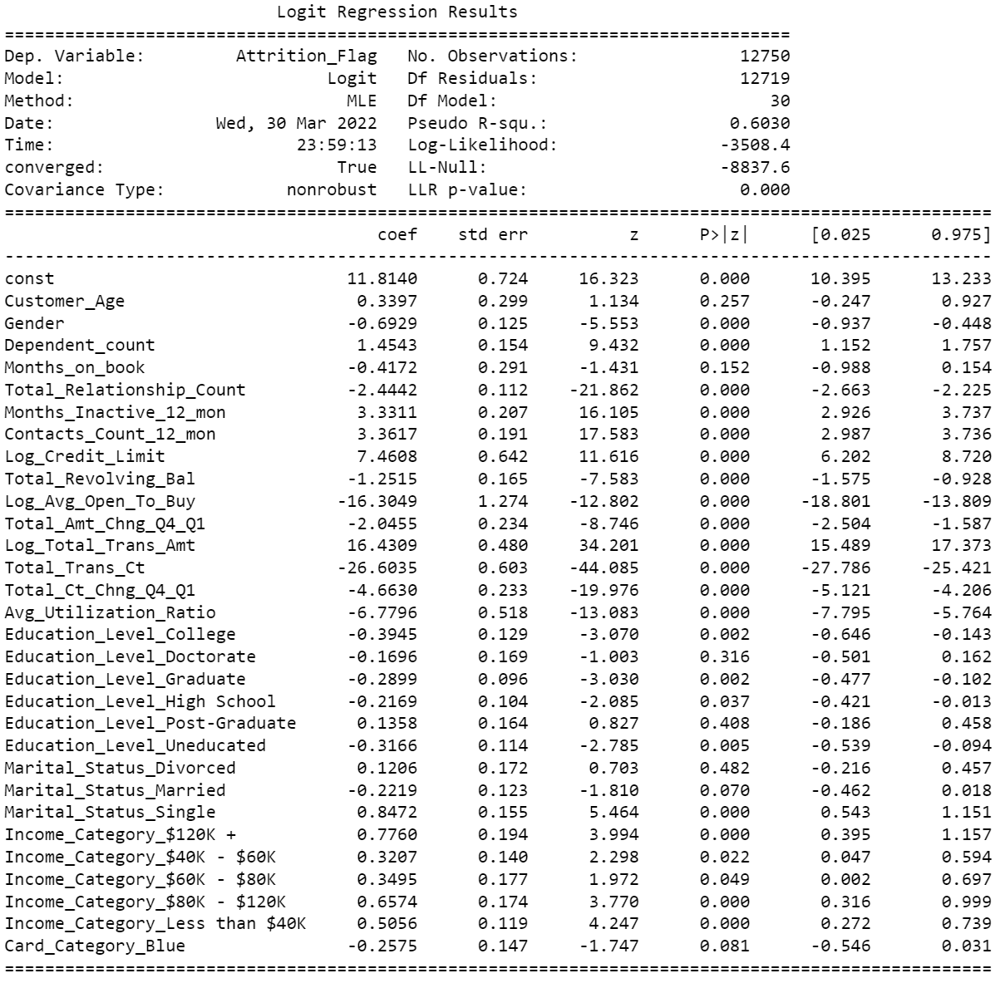 Logit Regression Results
==============================================================================
Dep. Variable: Attrition_Flag No. Observations: 12750
Model: Logit Df Residuals: 12719
Method: MLE Df Model: 30
Date: Wed, 30 Mar 2022 Pseudo R-squ.: 0.6030
Time: 23:59:13 Log-Likelihood: -3508.4
converged: True LL-Null: -8837.6
Covariance Type: nonrobust LLR p-value: 0.000
==================================================================================================
coef std err z P>|z| [0.025 0.975]
--------------------------------------------------------------------------------------------------
const 11.8140 0.724 16.323 0.000 10.395 13.233
Customer_Age 0.3397 0.299 1.134 0.257 -0.247 0.927
Gender -0.6929 0.125 -5.553 0.000 -0.937 -0.448
Dependent_count 1.4543 0.154 9.432 0.000 1.152 1.757
Months_on_book -0.4172 0.291 -1.431 0.152 -0.988 0.154
Total_Relationship_Count -2.4442 0.112 -21.862 0.000 -2.663 -2.225
Months_Inactive_12_mon 3.3311 0.207 16.105 0.000 2.926 3.737
Contacts_Count_12_mon 3.3617 0.191 17.583 0.000 2.987 3.736
Log_Credit_Limit 7.4608 0.642 11.616 0.000 6.202 8.720
Total_Revolving_Bal -1.2515 0.165 -7.583 0.000 -1.575 -0.928
Log_Avg_Open_To_Buy -16.3049 1.274 -12.802 0.000 -18.801 -13.809
Total_Amt_Chng_Q4_Q1 -2.0455 0.234 -8.746 0.000 -2.504 -1.587
Log_Total_Trans_Amt 16.4309 0.480 34.201 0.000 15.489 17.373
Total_Trans_Ct -26.6035 0.603 -44.085 0.000 -27.786 -25.421
Total_Ct_Chng_Q4_Q1 -4.6630 0.233 -19.976 0.000 -5.121 -4.206
Avg_Utilization_Ratio -6.7796 0.518 -13.083 0.000 -7.795 -5.764
Education_Level_College -0.3945 0.129 -3.070 0.002 -0.646 -0.143
Education_Level_Doctorate -0.1696 0.169 -1.003 0.316 -0.501 0.162
Education_Level_Graduate -0.2899 0.096 -3.030 0.002 -0.477 -0.102
Education_Level_High School -0.2169 0.104 -2.085 0.037 -0.421 -0.013
Education_Level_Post-Graduate 0.1358 0.164 0.827 0.408 -0.186 0.458
Education_Level_Uneducated -0.3166 0.114 -2.785 0.005 -0.539 -0.094
Marital_Status_Divorced 0.1206 0.172 0.703 0.482 -0.216 0.457
Marital_Status_Married -0.2219 0.123 -1.810 0.070 -0.462 0.018
Marital_Status_Single 0.8472 0.155 5.464 0.000 0.543 1.151
Income_Category_$120K + 0.7760 0.194 3.994 0.000 0.395 1.157
Income_Category_$40K - $60K 0.3207 0.140 2.298 0.022 0.047 0.594
Income_Category_$60K - $80K 0.3495 0.177 1.972 0.049 0.002 0.697
Income_Category_$80K - $120K 0.6574 0.174 3.770 0.000 0.316 0.999
Income_Category_Less than $40K 0.5056 0.119 4.247 0.000 0.272 0.739
Card_Category_Blue -0.2575 0.147 -1.747 0.081 -0.546 0.031
==================================================================================================